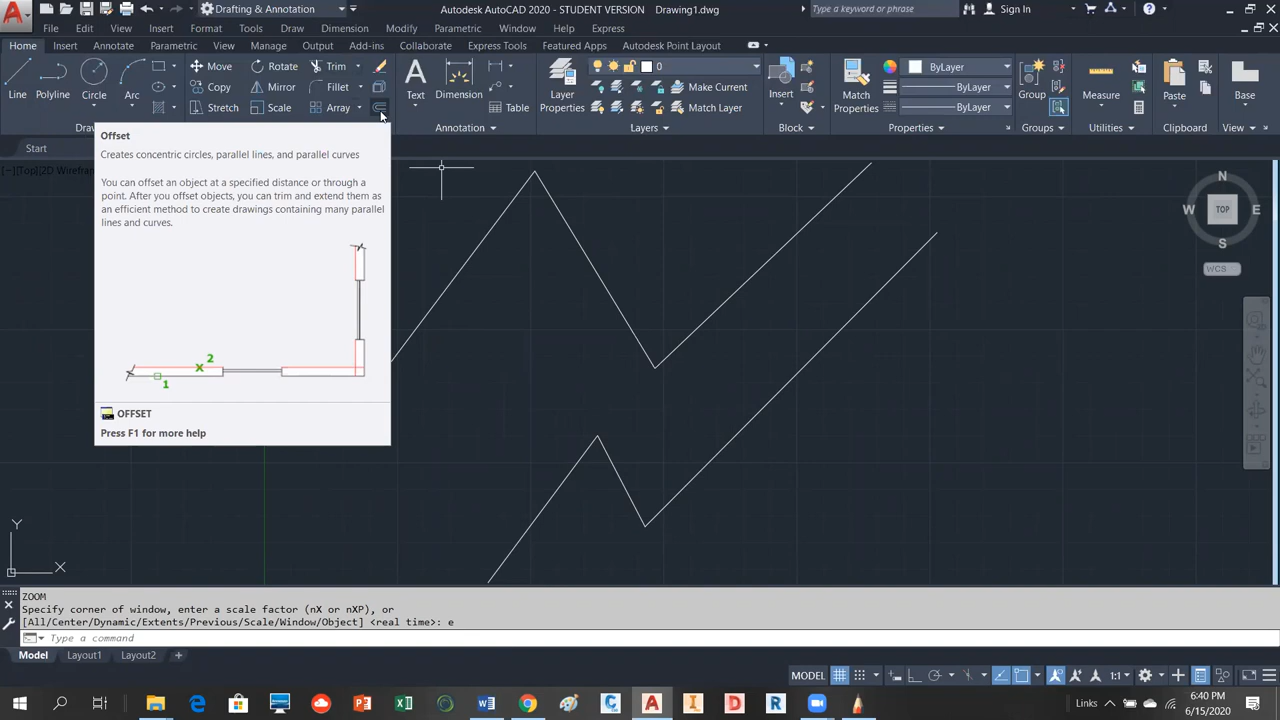 Drafting & Annotation
Autodesk AutoCAD 2020 - STUDENT VERSION Drawing1.dwg
Type a keyword or phrase
Sign In
File Edit View Insert Format Tools Draw Dimension Modify Parametric Window Help Express
Home Insert Annotate Parametric View Manage Output Add-ins Collaborate Express Tools Featured Apps Autodesk Point Layout
Line
Polyline
Circle
Arc
Move Rotate Trim
Copy Mirror Fillet
Stretch Scale Array
Text
Dimension
Table
Layer
Properties
0
Make Current
Match Layer
Insert
Match
Properties
ByLayer
ByLayer
ByLayer
Group
Measure
Paste
Base
Annotation
Layers
Block
Properties
Groups
Utilities
Clipboard
View
Start
[−][Top][2D Wirefram
Offset
Creates concentric circles, parallel lines, and parallel curves
You can offset an object at a specified distance or through a
point. After you offset objects, you can trim and extend them as
an efficient method to create drawings containing many parallel
lines and curves.
2
1
OFFSET
Press F1 for more help
N
W TOP E
S
WCS
Y
X
ZOOM
Specify corner of window, enter a scale factor (nX or nXP), or
[All/Center/Dynamic/Extents/Previous/Scale/Window/Object] <real time>: e
Type a command
Model Layout1 Layout2
MODEL
1:1
Links
6:40 PM
6/15/2020